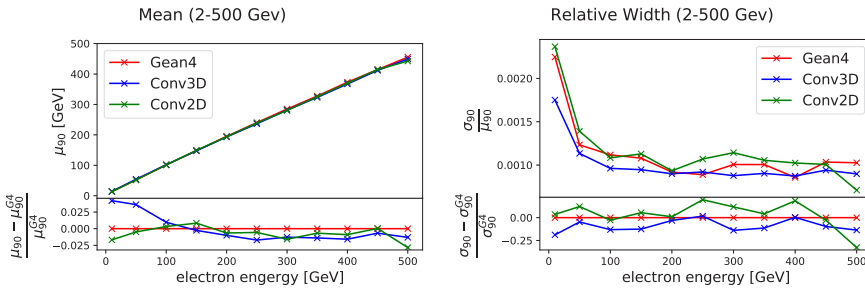 Mean (2-500 Gev)
500
400
300
200
100
0
μ90 [GeV]
Gean4
Conv3D
Conv2D
0.025
0.000
−0.025
μ90 − μ90^G4
μ90^G4
0 100 200 300 400 500
electron engergy [GeV]
Relative Width (2-500 Gev)
0.0020
0.0015
0.0010
σ90
μ90
Gean4
Conv3D
Conv2D
0.00
−0.25
σ90 − σ90^G4
σ90^G4
0 100 200 300 400 500
electron engergy [GeV]